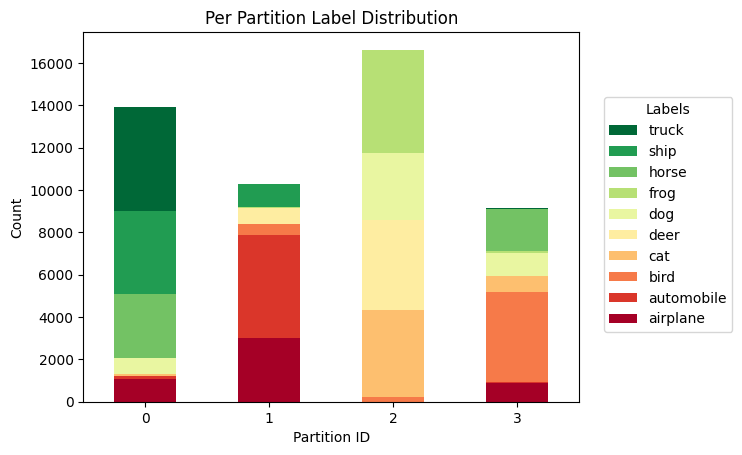 Per Partition Label Distribution
Count
16000
14000
12000
10000
8000
6000
4000
2000
0
0 1 2 3
Partition ID
Labels
truck
ship
horse
frog
dog
deer
cat
bird
automobile
airplane